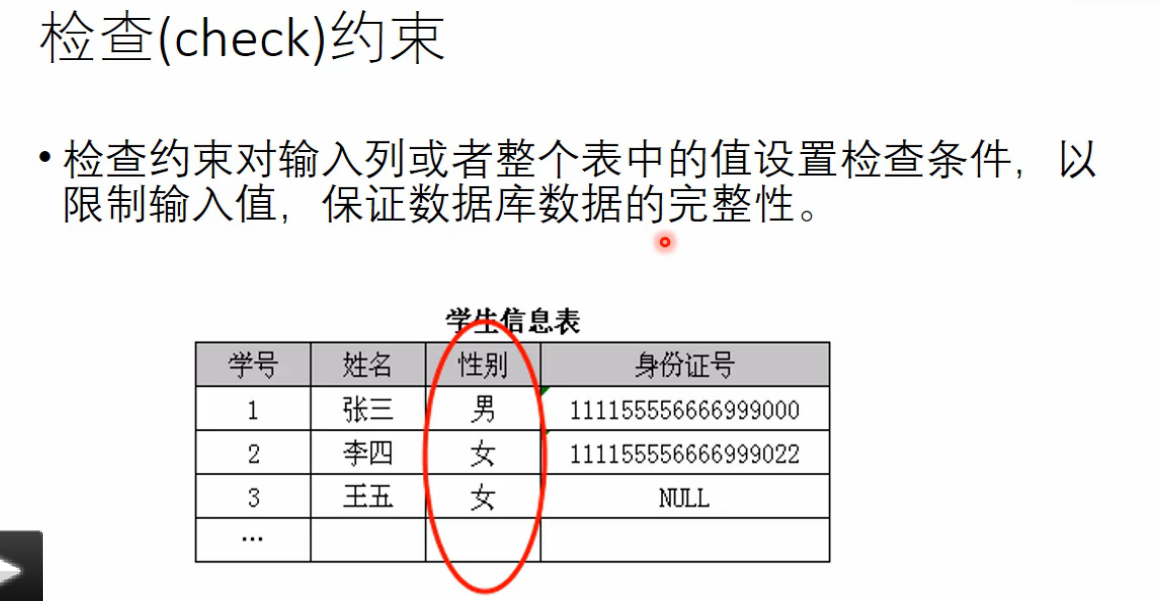 检查(check)约束
• 检查约束对输入列或者整个表中的值设置检查条件，以
限制输入值，保证数据库数据的完整性。
学生信息表
学号 姓名 性别 身份证号
1 张三 男 111155556666999000
2 李四 女 111155556666999022
3 王五 女 NULL
…